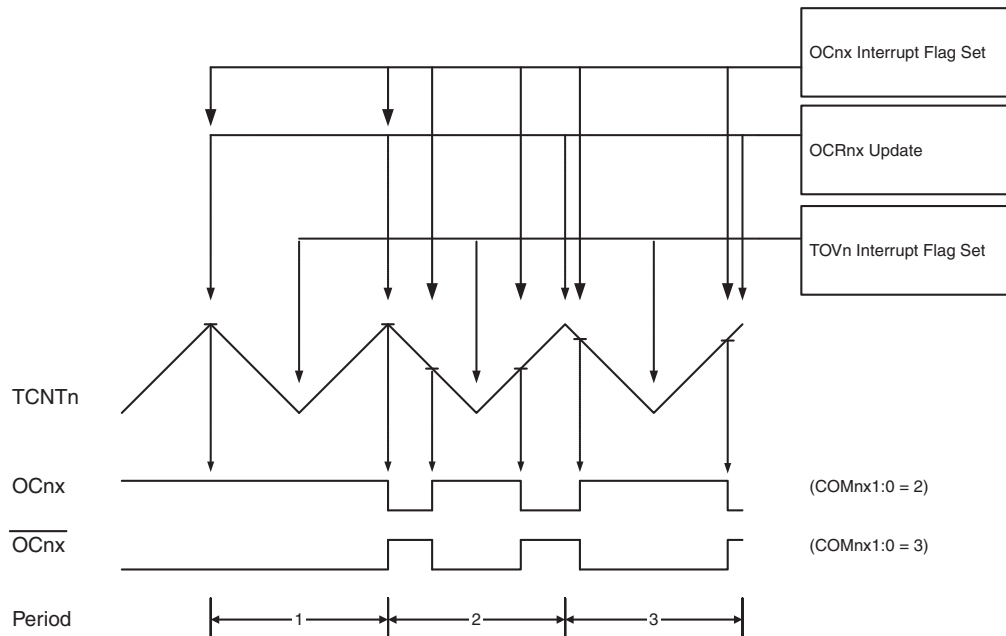 OCnx Interrupt Flag Set
OCRnx Update
TOVn Interrupt Flag Set
TCNTn
OCnx
(COMnx1:0 = 2)
OCnx
(COMnx1:0 = 3)
Period
1
2
3